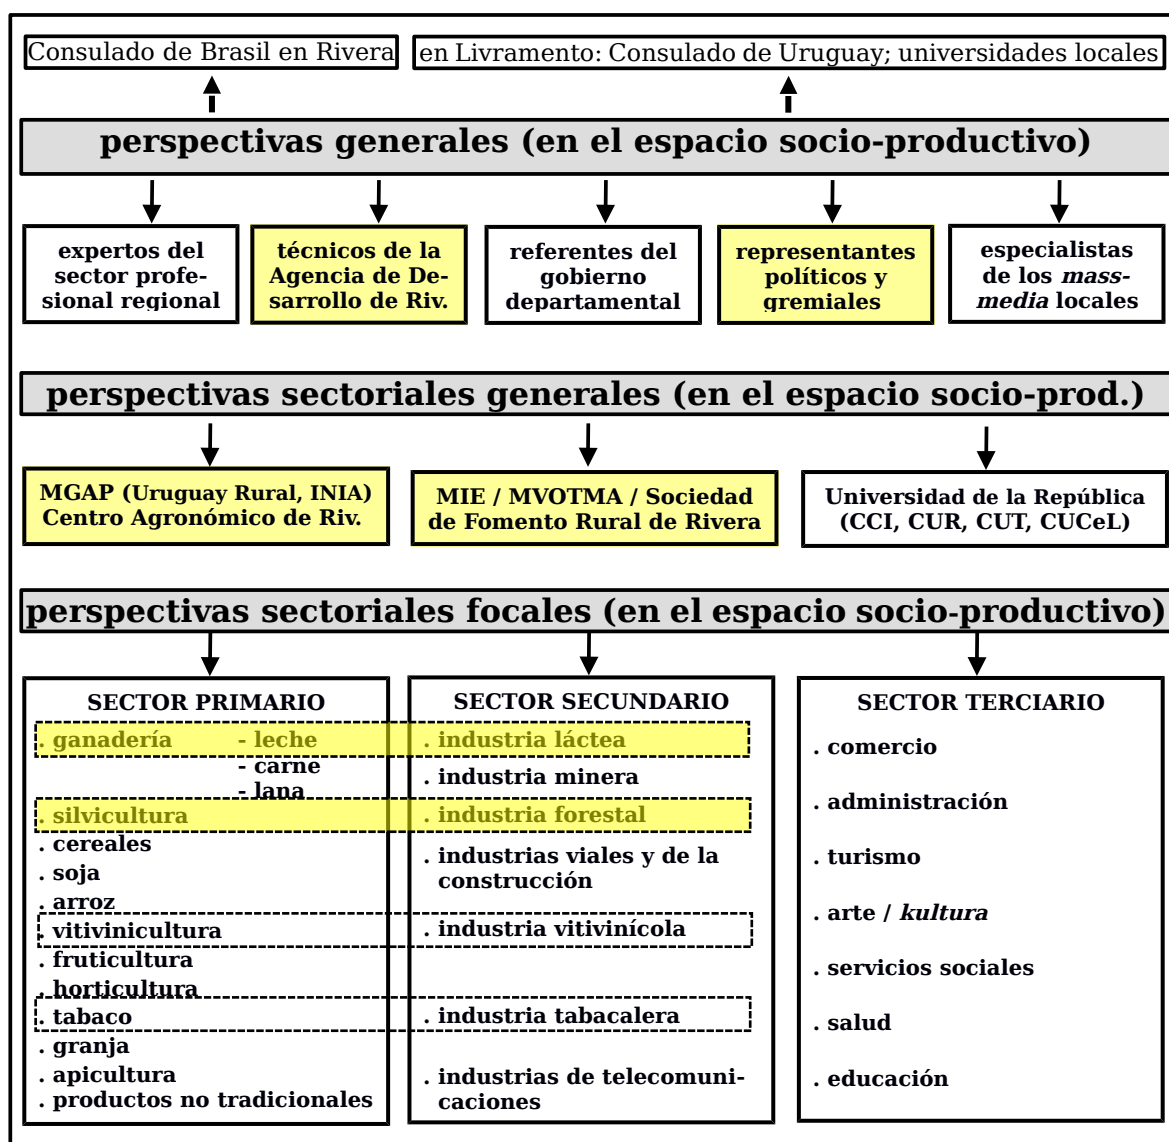 Consulado de Brasil en Rivera
en Livramento: Consulado de Uruguay; universidades locales
perspectivas generales (en el espacio socio-productivo)
expertos del
sector profe-
sional regional
técnicos de la
Agencia de De-
sarrollo de Riv.
referentes del
gobierno
departamental
representantes
políticos y
gremiales
especialistas
de los mass-
media locales
perspectivas sectoriales generales (en el espacio socio-prod.)
MGAP (Uruguay Rural, INIA)
Centro Agronómico de Riv.
MIE / MVOTMA / Sociedad
de Fomento Rural de Rivera
Universidad de la República
(CCI, CUR, CUT, CUCeL)
perspectivas sectoriales focales (en el espacio socio-productivo)
SECTOR PRIMARIO
. ganadería - leche
- carne
- lana
. silvicultura
. cereales
. soja
. arroz
. vitivinicultura
. fruticultura
. horticultura
. tabaco
. granja
. apicultura
. productos no tradicionales
SECTOR SECUNDARIO
. industria láctea
. industria minera
. industria forestal
. industrias viales y de la
construcción
. industria vitivinícola
. industria tabacalera
. industrias de telecomuni-
caciones
SECTOR TERCIARIO
. comercio
. administración
. turismo
. arte / kultura
. servicios sociales
. salud
. educación